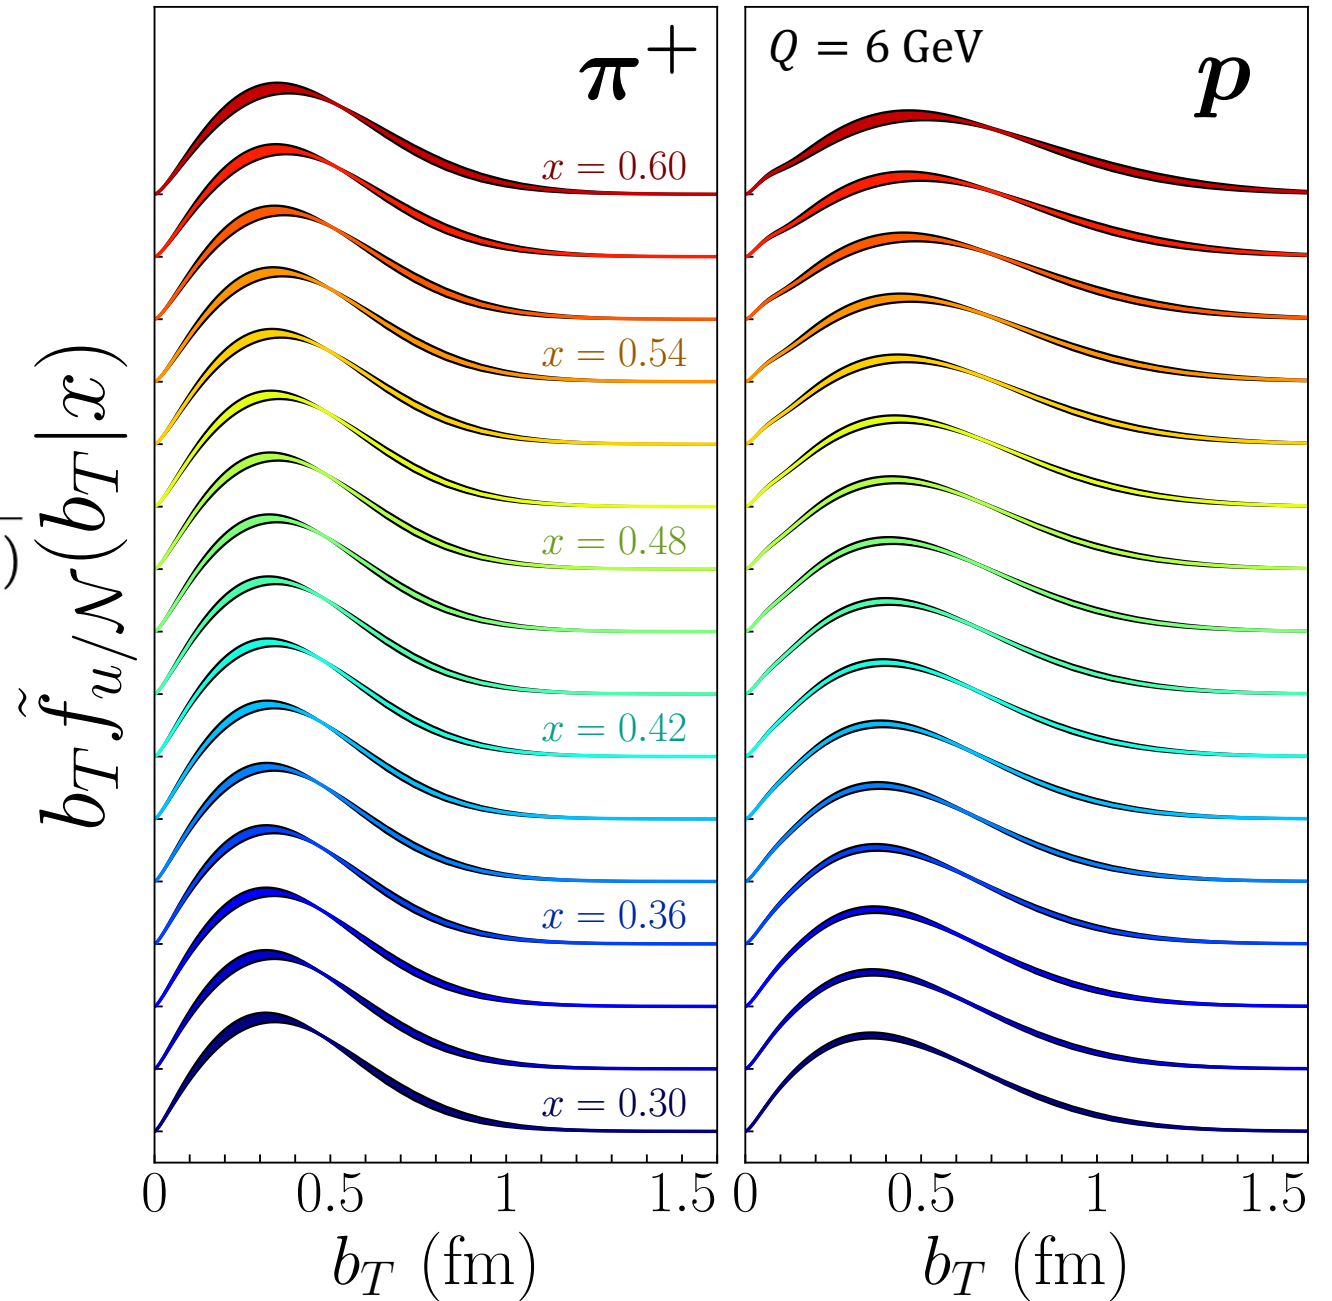 π⁺
Q = 6 GeV
p
x = 0.60
x = 0.54
x = 0.48
x = 0.42
x = 0.36
x = 0.30
)
b_T f̃_{u/𝒩}(b_T|x)
0 0.5 1 1.5
0 0.5 1 1.5
b_T (fm)
b_T (fm)